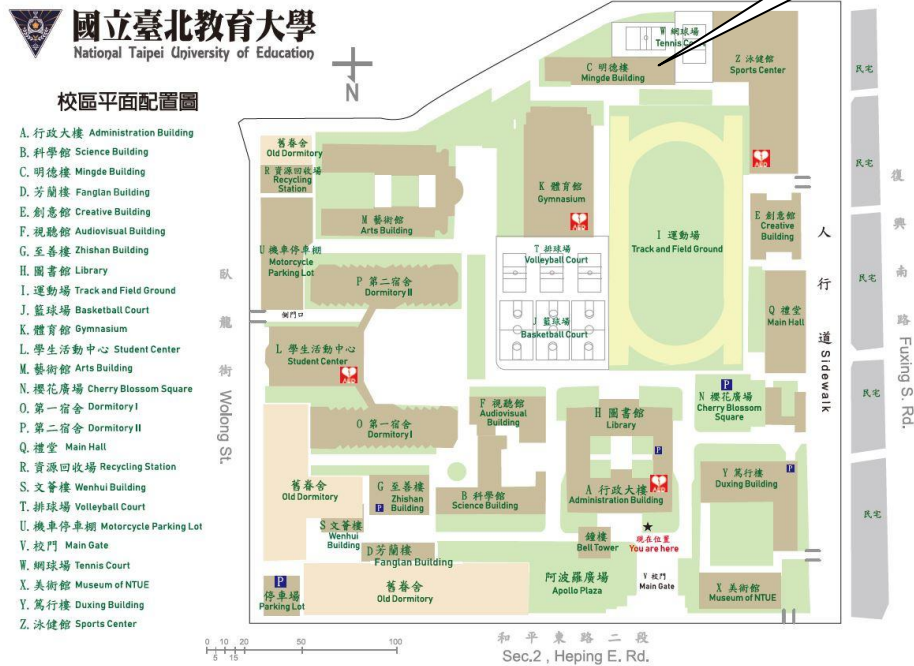 國立臺北教育大學
National Taipei University of Education
校區平面配置圖
N
A. 行政大樓 Administration Building
B. 科學館 Science Building
C. 明德樓 Mingde Building
D. 芳蘭樓 Fanglan Building
E. 創意館 Creative Building
F. 視聽館 Audiovisual Building
G. 至善樓 Zhishan Building
H. 圖書館 Library
I. 運動場 Track and Field Ground
J. 籃球場 Basketball Court
K. 體育館 Gymnasium
L. 學生活動中心 Student Center
M. 藝術館 Arts Building
N. 櫻花廣場 Cherry Blossom Square
O. 第一宿舍 Dormitory I
P. 第二宿舍 Dormitory II
Q. 禮堂 Main Hall
R. 資源回收場 Recycling Station
S. 文薈樓 Wenhui Building
T. 排球場 Volleyball Court
U. 機車停車棚 Motorcycle Parking Lot
V. 校門 Main Gate
W. 網球場 Tennis Court
X. 美術館 Museum of NTUE
Y. 篤行樓 Duxing Building
Z. 泳健館 Sports Center
W 網球場
Tennis
C 明德樓
Mingde Building
Z 泳健館
Sports Center
民宅
舊眷舍
Old Dormitory
R 資源回收場
Recycling
Station
K 體育館
Gymnasium
AED
AED
民宅
M 藝術館
Arts Building
I 運動場
Track and Field Ground
E 創意館
Creative
Building
U 機車停車棚
Motorcycle
Parking Lot
T 排球場
Volleyball Court
P 第二宿舍
Dormitory II
民宅
側門口
J 籃球場
Basketball Court
Q 禮堂
Main Hall
L 學生活動中心
Student Center
AED
人行道 Sidewalk
復興南路 Fuxing S. Rd.
臥龍街 Wolong St.
P
N 櫻花廣場
Cherry Blossom
Square
民宅
O 第一宿舍
Dormitory I
F 視聽館
Audiovisual
Building
H 圖書館
Library
P
Y 篤行樓
Duxing Building
P
舊眷舍
Old Dormitory
G 至善樓
Zhishan
Building
P
B 科學館
Science Building
A 行政大樓
Administration Building
AED
民宅
S 文薈樓
Wenhui
Building
D 芳蘭樓
Fanglan Building
鐘樓
Bell Tower
現在位置
You are here
P
停車場
Parking Lot
舊眷舍
Old Dormitory
阿波羅廣場
Apollo Plaza
V 校門
Main Gate
X 美術館
Museum of NTUE
0 10 20 50 100
5 15
和平東路二段
Sec.2 , Heping E. Rd.